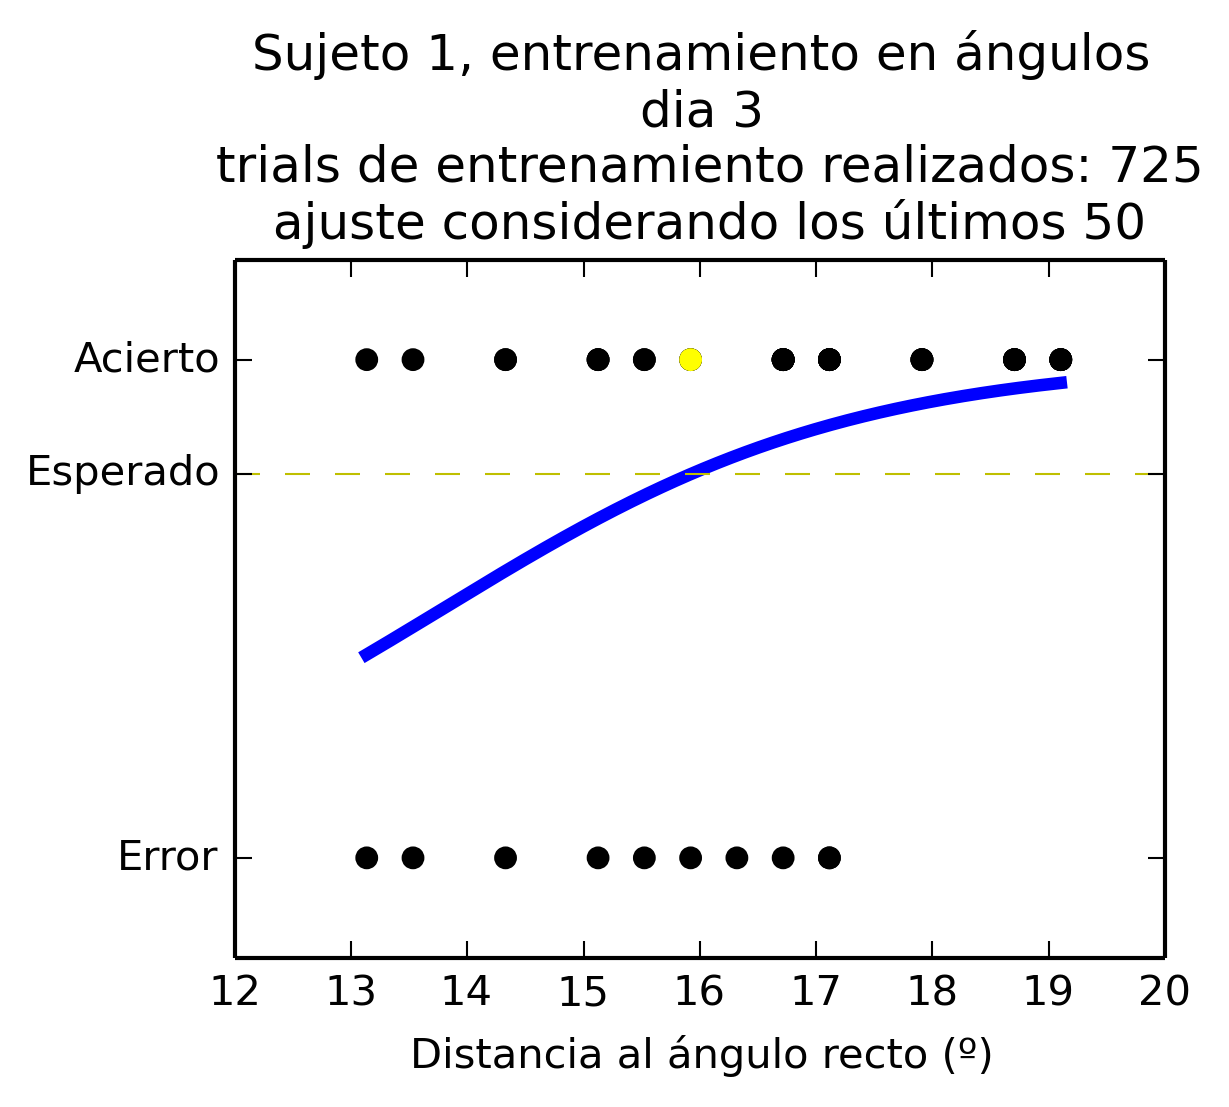 Sujeto 1, entrenamiento en ángulos
dia 3
trials de entrenamiento realizados: 725
ajuste considerando los últimos 50
Acierto
Esperado
Error
12 13 14 15 16 17 18 19 20
Distancia al ángulo recto (º)